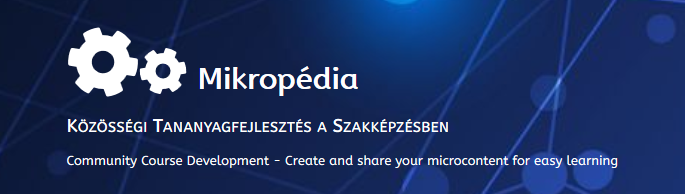 Mikropédia
Közösségi Tananyagfejlesztés a Szakképzésben
Community Course Development - Create and share your microcontent for easy learning